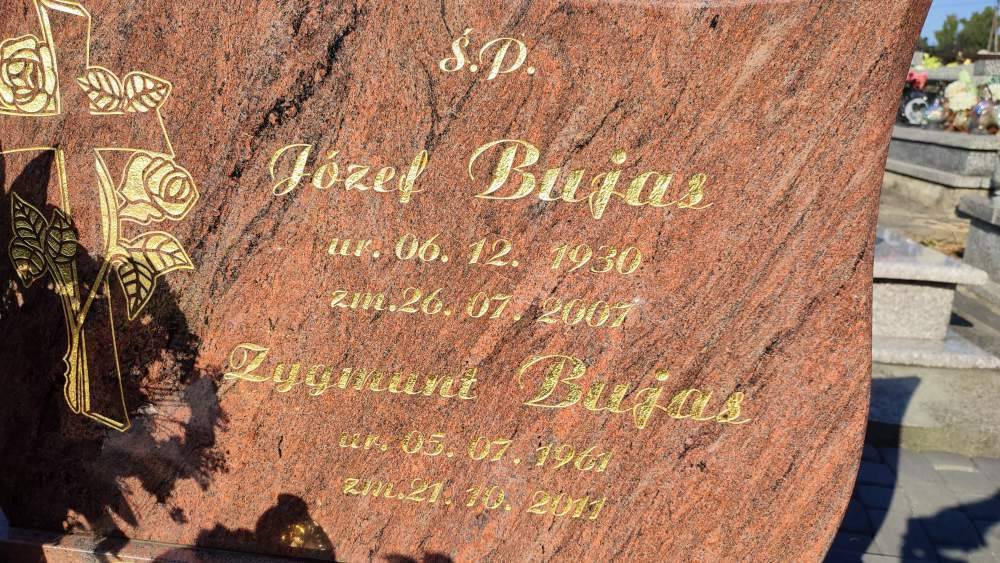 Ś.P.
Józef Bujas
ur. 06. 12. 1930
zm.26. 07. 2007
Zygmunt Bujas
ur. 05. 07. 1961
zm.21. 10. 2011